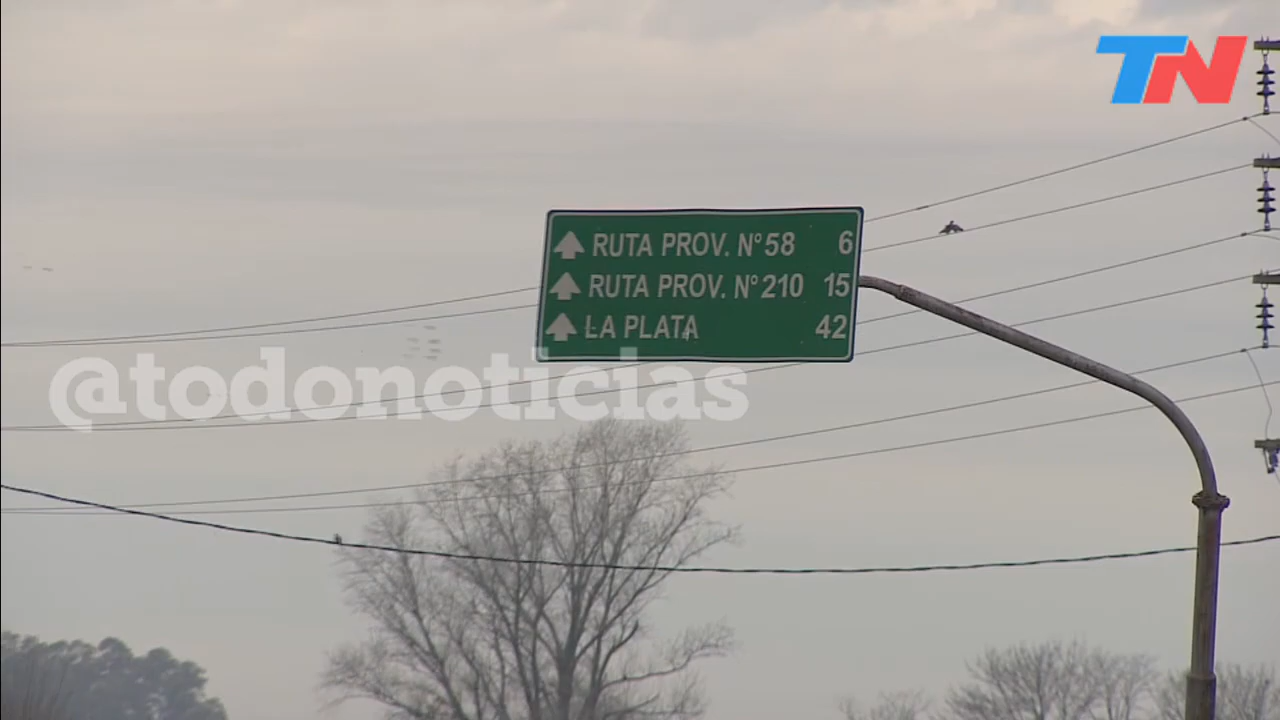 TN
RUTA PROV. N° 58 6
RUTA PROV. N° 210 15
LA PLATA 42
@todonoticias